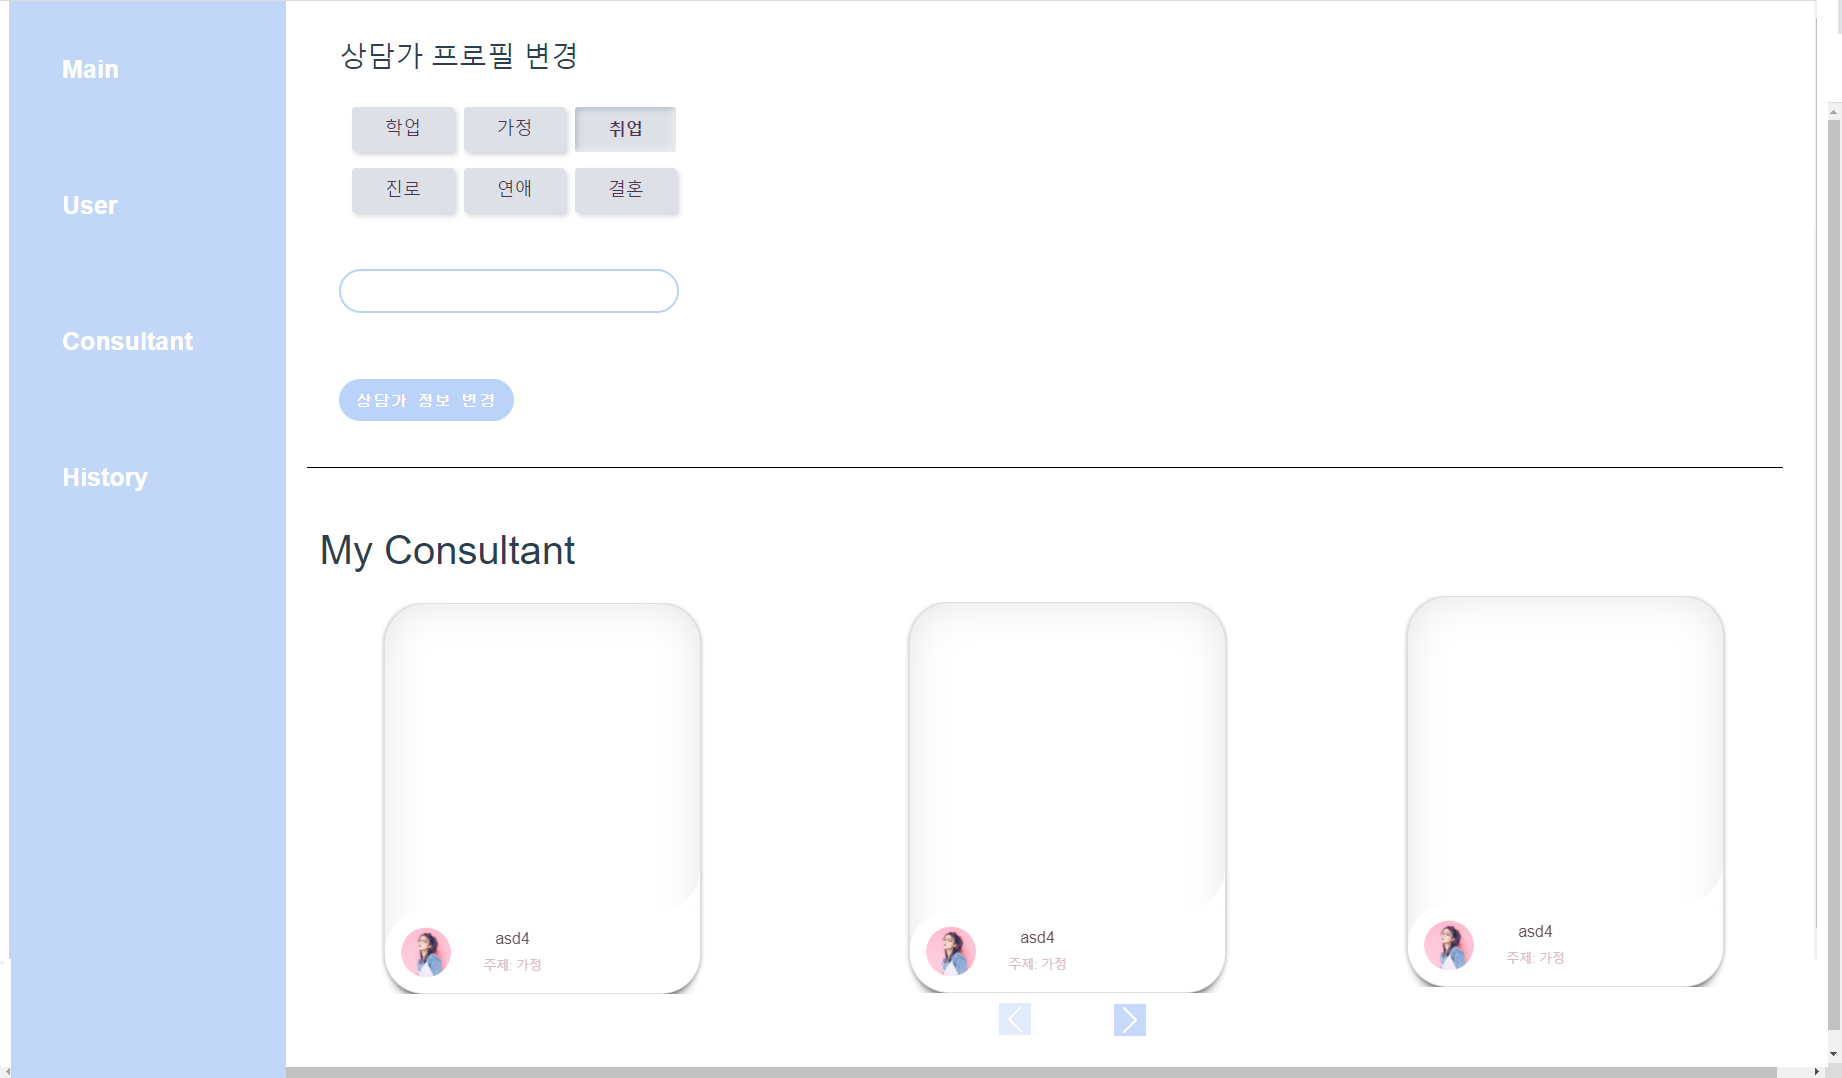 Main
User
Consultant
History
상담가 프로필 변경
학업 가정 취업
진로 연애 결혼
상담가 정보 변경
My Consultant
asd4
주제: 가정
asd4
주제: 가정
asd4
주제: 가정